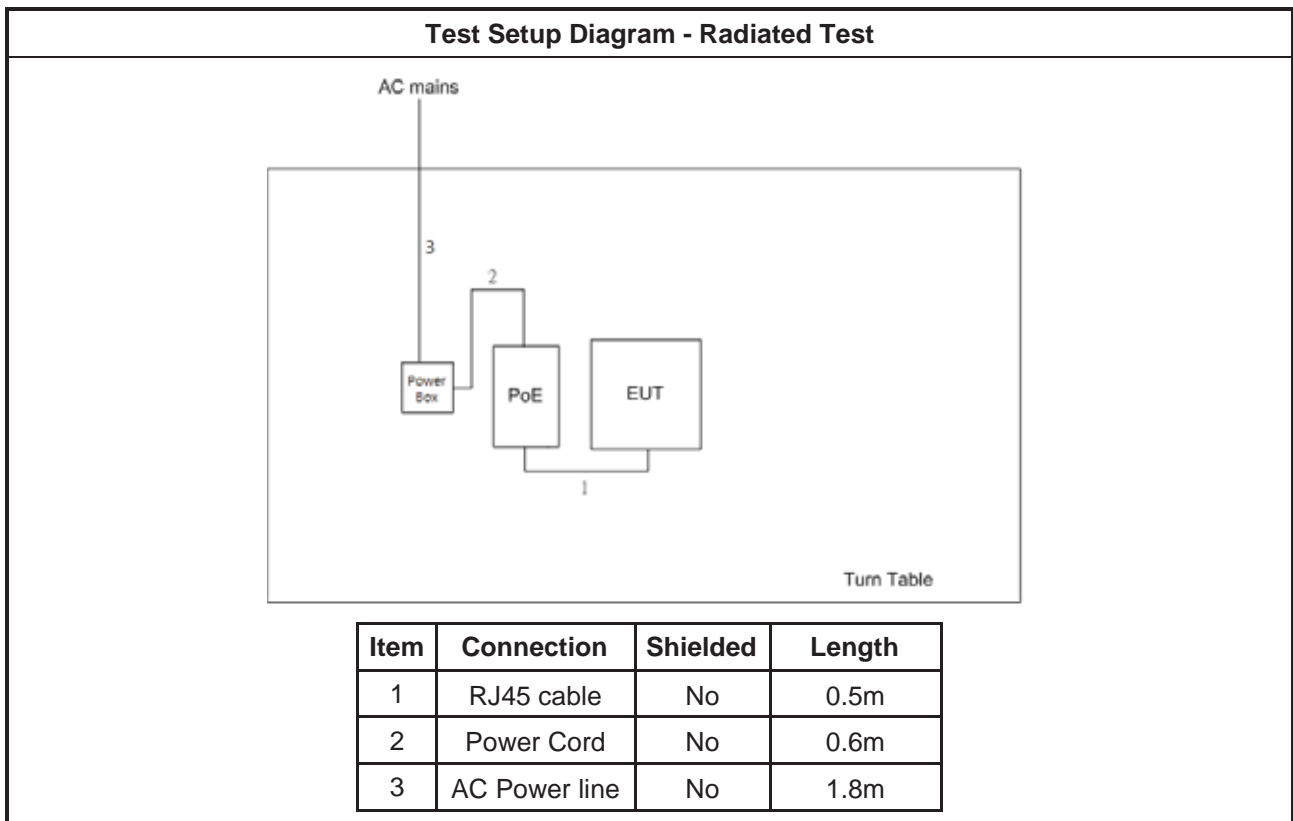 Test Setup Diagram - Radiated Test
AC mains
3
2
Power
Box
PoE
EUT
1
Turn Table
Item Connection Shielded Length
1 RJ45 cable No 0.5m
2 Power Cord No 0.6m
3 AC Power line No 1.8m